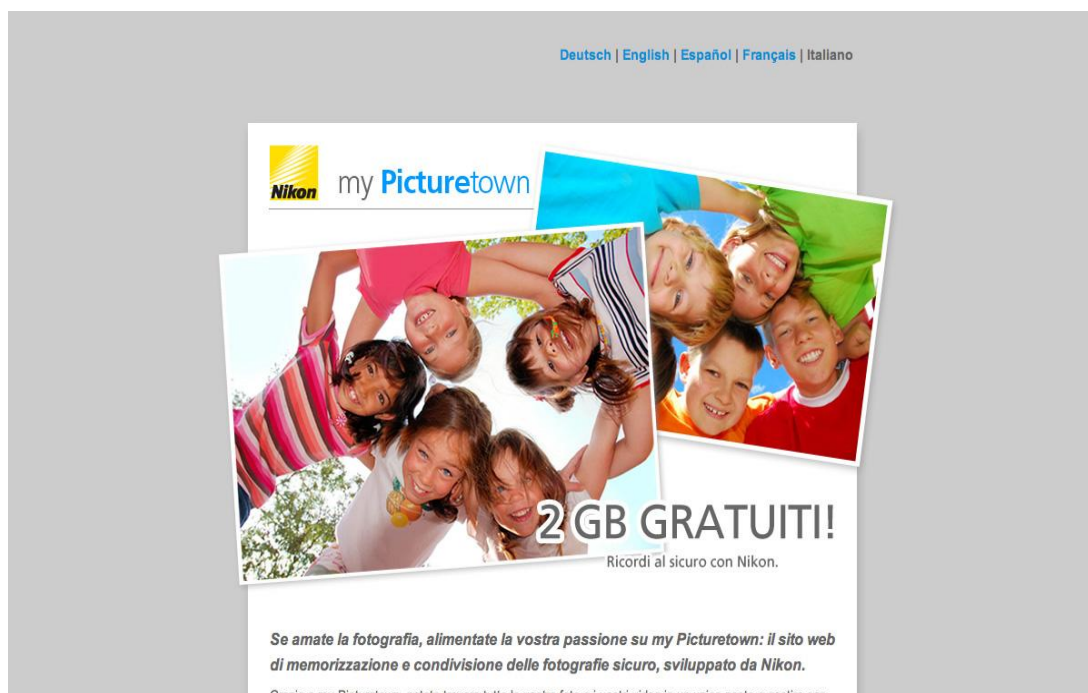 Deutsch | English | Español | Français | Italiano
Nikon
my Picturetown
2 GB GRATUITI!
Ricordi al sicuro con Nikon.
Se amate la fotografia, alimentate la vostra passione su my Picturetown: il sito web
di memorizzazione e condivisione delle fotografie sicuro, sviluppato da Nikon.